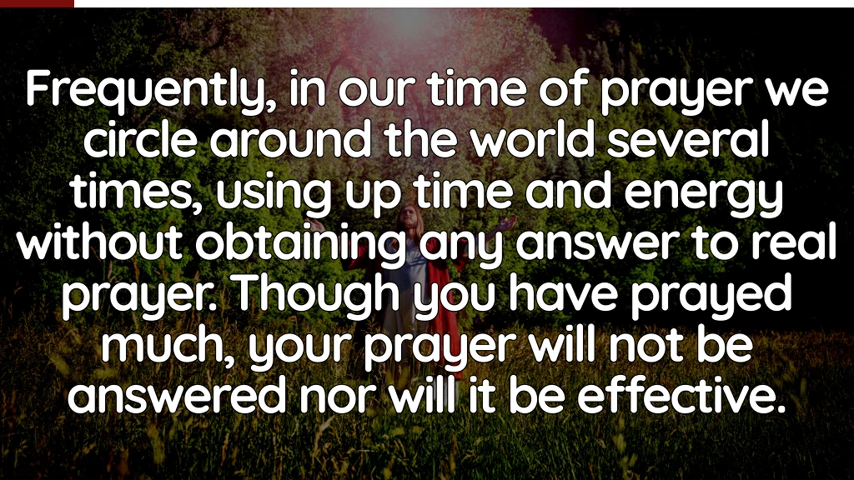 Frequently, in our time of prayer we
circle around the world several
times, using up time and energy
without obtaining any answer to real
prayer. Though you have prayed
much, your prayer will not be
answered nor will it be effective.